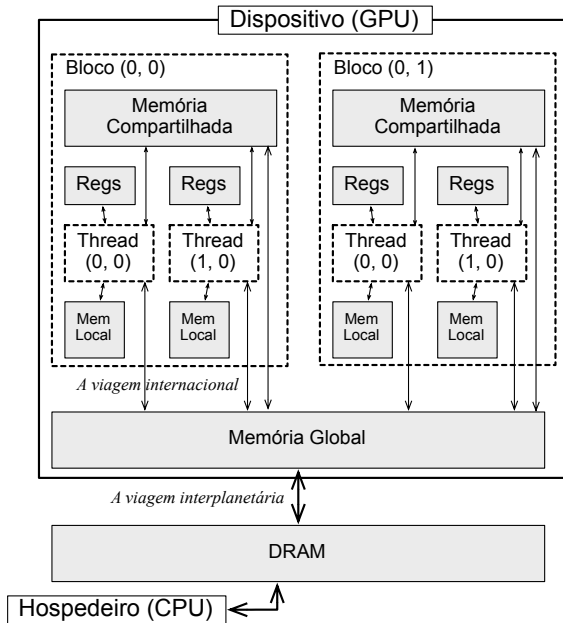 Dispositivo (GPU)
Bloco (0, 0)
Memória
Compartilhada
Regs
Regs
Thread
(0, 0)
Thread
(1, 0)
Mem
Local
Mem
Local
Bloco (0, 1)
Memória
Compartilhada
Regs
Regs
Thread
(0, 0)
Thread
(1, 0)
Mem
Local
Mem
Local
A viagem internacional
Memória Global
A viagem interplanetária
DRAM
Hospedeiro (CPU)